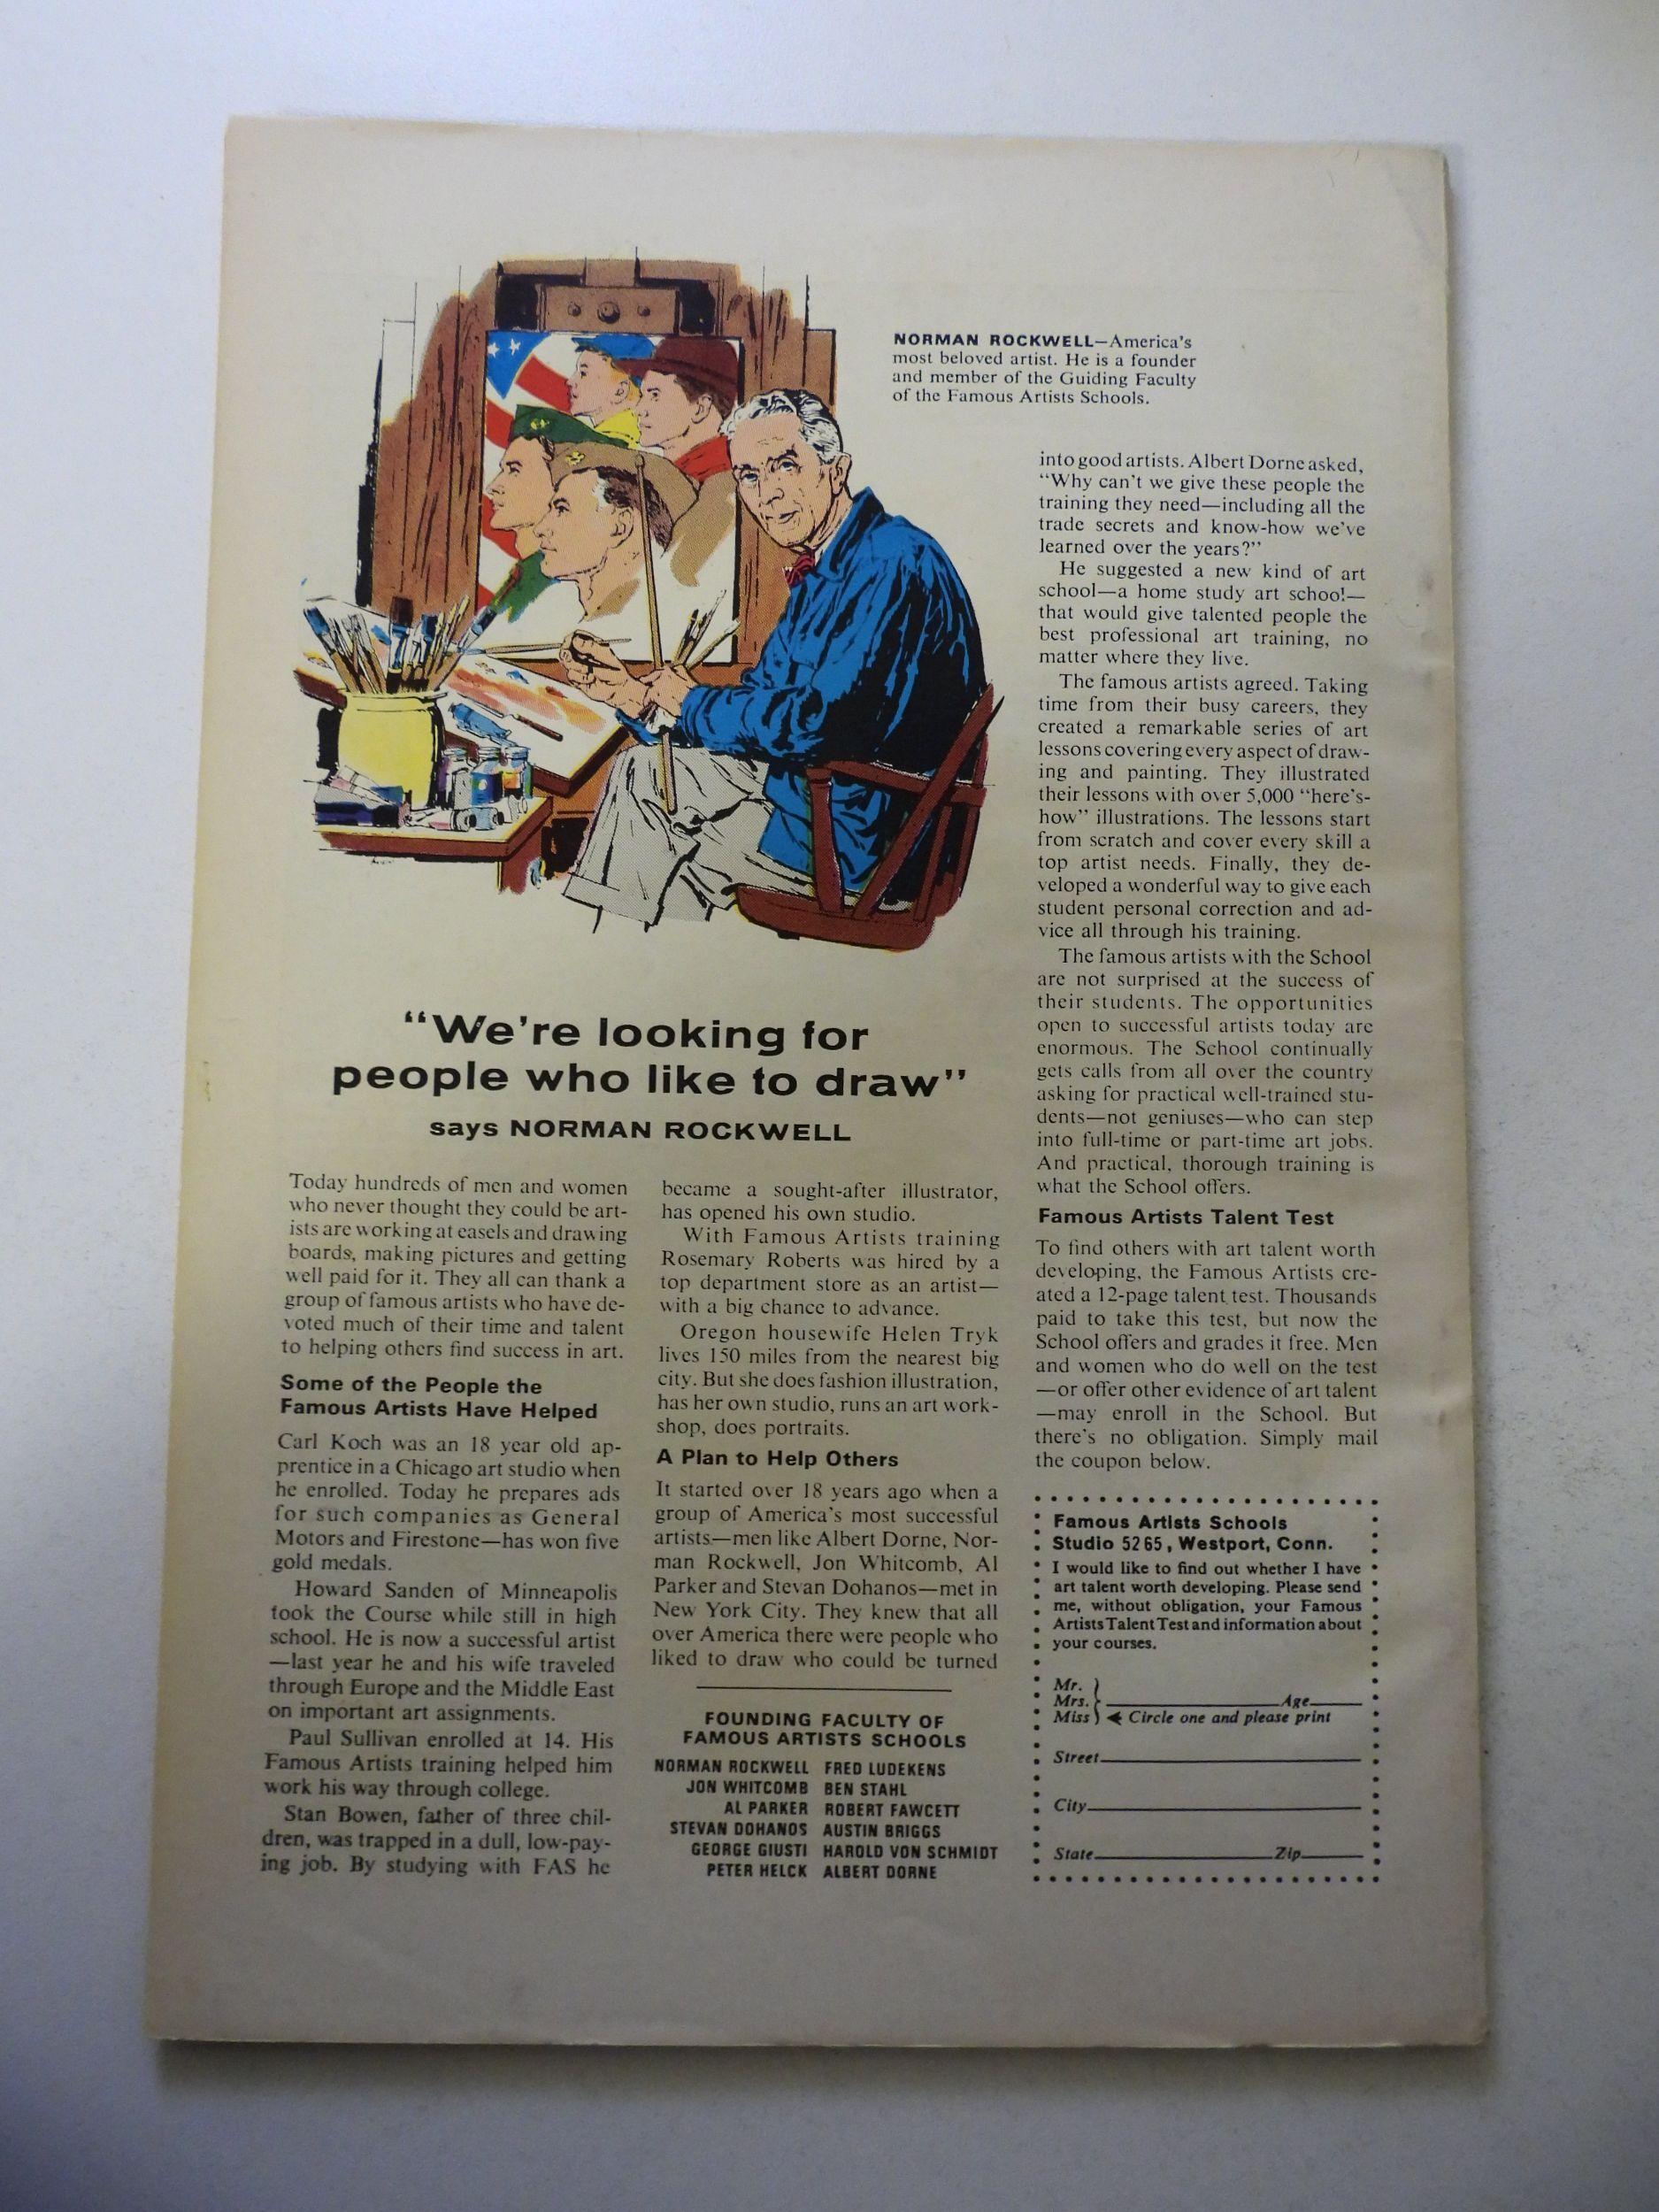 NORMAN ROCKWELL—America's
most beloved artist. He is a founder
and member of the Guiding Faculty
of the Famous Artists Schools.
"We're looking for
people who like to draw"
says NORMAN ROCKWELL
Today hundreds of men and women
who never thought they could be art-
ists are working at easels and drawing
boards, making pictures and getting
well paid for it. They all can thank a
group of famous artists who have de-
voted much of their time and talent
to helping others find success in art.
Some of the People the
Famous Artists Have Helped
Carl Koch was an 18 year old ap-
prentice in a Chicago art studio when
he enrolled. Today he prepares ads
for such companies as General
Motors and Firestone—has won five
gold medals.
Howard Sanden of Minneapolis
took the Course while still in high
school. He is now a successful artist
—last year he and his wife traveled
through Europe and the Middle East
on important art assignments.
Paul Sullivan enrolled at 14. His
Famous Artists training helped him
work his way through college.
Stan Bowen, father of three chil-
dren, was trapped in a dull, low-pay-
ing job. By studying with FAS he
became a sought-after illustrator,
has opened his own studio.
With Famous Artists training
Rosemary Roberts was hired by a
top department store as an artist—
with a big chance to advance.
Oregon housewife Helen Tryk
lives 150 miles from the nearest big
city. But she does fashion illustration,
has her own studio, runs an art work-
shop, does portraits.
A Plan to Help Others
It started over 18 years ago when a
group of America's most successful
artists—men like Albert Dorne, Nor-
man Rockwell, Jon Whitcomb, Al
Parker and Stevan Dohanos—met in
New York City. They knew that all
over America there were people who
liked to draw who could be turned
FOUNDING FACULTY OF
FAMOUS ARTISTS SCHOOLS
NORMAN ROCKWELL FRED LUDEKENS
JON WHITCOMB BEN STAHL
AL PARKER ROBERT FAWCETT
STEVAN DOHANOS AUSTIN BRIGGS
GEORGE GIUSTI HAROLD VON SCHMIDT
PETER HELCK ALBERT DORNE
into good artists. Albert Dorne asked,
"Why can't we give these people the
training they need—including all the
trade secrets and know-how we've
learned over the years?"
He suggested a new kind of art
school—a home study art school—
that would give talented people the
best professional art training, no
matter where they live.
The famous artists agreed. Taking
time from their busy careers, they
created a remarkable series of art
lessons covering every aspect of draw-
ing and painting. They illustrated
their lessons with over 5,000 "here's-
how" illustrations. The lessons start
from scratch and cover every skill a
top artist needs. Finally, they de-
veloped a wonderful way to give each
student personal correction and ad-
vice all through his training.
The famous artists with the School
are not surprised at the success of
their students. The opportunities
open to successful artists today are
enormous. The School continually
gets calls from all over the country
asking for practical well-trained stu-
dents—not geniuses—who can step
into full-time or part-time art jobs.
And practical, thorough training is
what the School offers.
Famous Artists Talent Test
To find others with art talent worth
developing, the Famous Artists cre-
ated a 12-page talent test. Thousands
paid to take this test, but now the
School offers and grades it free. Men
and women who do well on the test
—or offer other evidence of art talent
—may enroll in the School. But
there's no obligation. Simply mail
the coupon below.
Famous Artists Schools
Studio 5265, Westport, Conn.
I would like to find out whether I have
art talent worth developing. Please send
me, without obligation, your Famous
Artists Talent Test and information about
your courses.
Mr.
Mrs. Age
Miss Circle one and please print
Street
City
State Zip